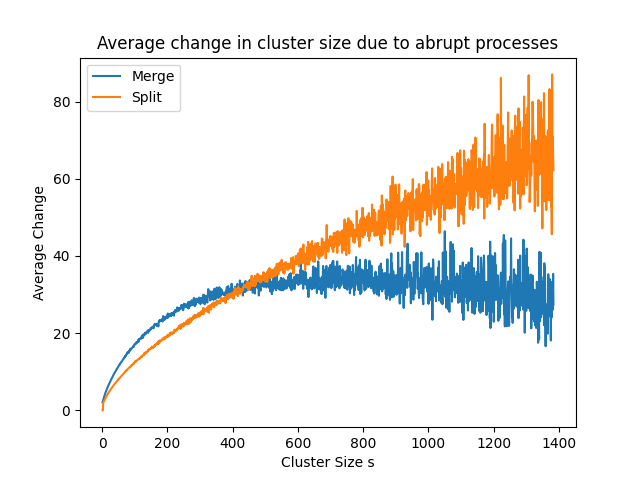 Average change in cluster size due to abrupt processes
Merge
Split
80
60
40
20
0
Average Change
0 200 400 600 800 1000 1200 1400
Cluster Size s